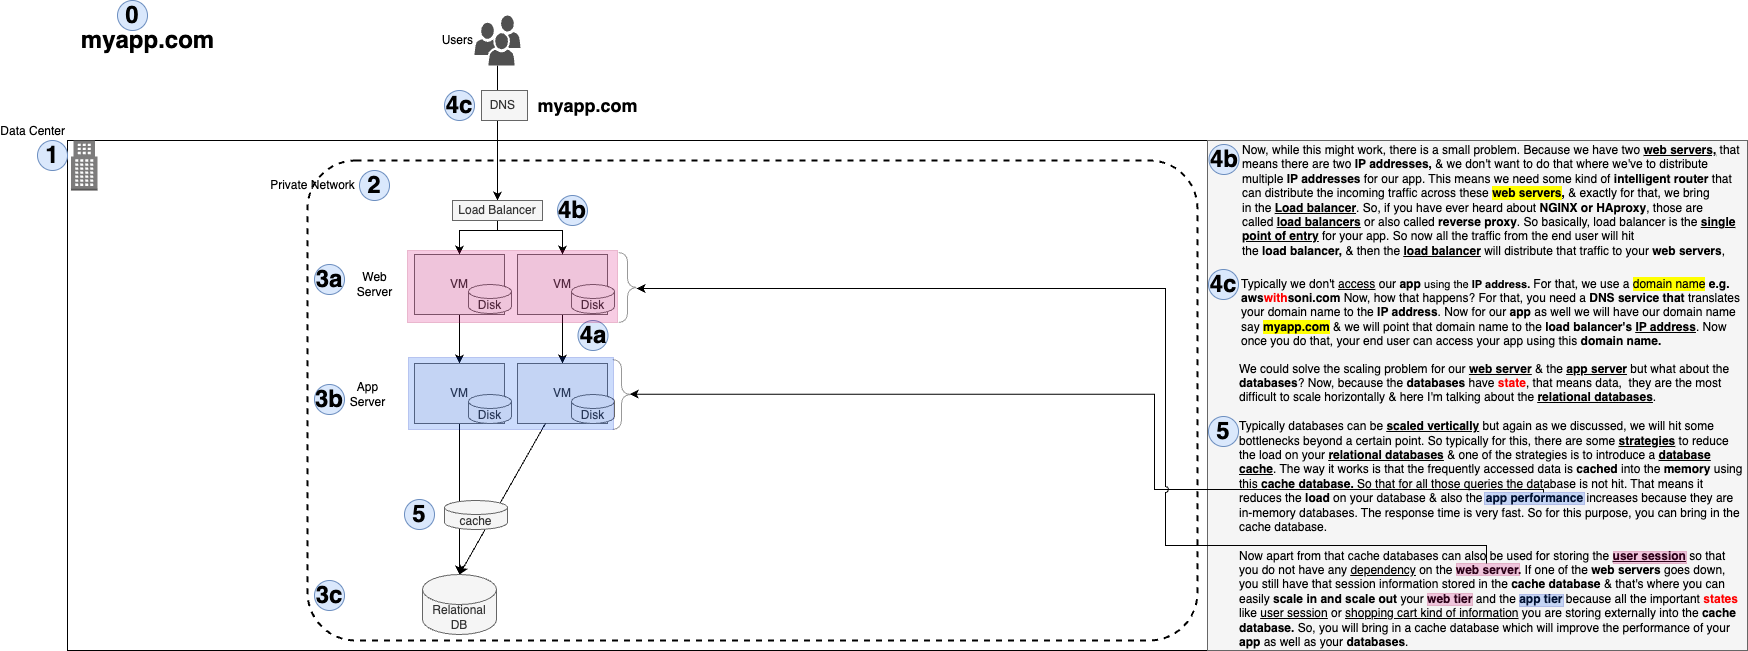 0
myapp.com
Users
4c
DNS
myapp.com
Data Center
1
Private Network
2
Load Balancer
4b
3a
Web
Server
VM
Disk
VM
Disk
4a
3b
App
Server
VM
Disk
VM
Disk
5
cache
3c
Relational
DB
4b
Now, while this might work, there is a small problem. Because we have two web servers, that
means there are two IP addresses, & we don't want to do that where we've to distribute
multiple IP addresses for our app. This means we need some kind of intelligent router that
can distribute the incoming traffic across these web servers, & exactly for that, we bring
in the Load balancer. So, if you have ever heard about NGINX or HAproxy, those are
called load balancers or also called reverse proxy. So basically, load balancer is the single
point of entry for your app. So now all the traffic from the end user will hit
the load balancer, & then the load balancer will distribute that traffic to your web servers,
4c
Typically we don't access our app using the IP address. For that, we use a domain name e.g.
awswithsoni.com Now, how that happens? For that, you need a DNS service that translates
your domain name to the IP address. Now for our app as well we will have our domain name
say myapp.com & we will point that domain name to the load balancer's IP address. Now
once you do that, your end user can access your app using this domain name.
We could solve the scaling problem for our web server & the app server but what about the
databases? Now, because the databases have state, that means data, they are the most
difficult to scale horizontally & here I'm talking about the relational databases.
5
Typically databases can be scaled vertically but again as we discussed, we will hit some
bottlenecks beyond a certain point. So typically for this, there are some strategies to reduce
the load on your relational databases & one of the strategies is to introduce a database
cache. The way it works is that the frequently accessed data is cached into the memory using
this cache database. So that for all those queries the database is not hit. That means it
reduces the load on your database & also the app performance increases because they are
in-memory databases. The response time is very fast. So for this purpose, you can bring in the
cache database.
Now apart from that cache databases can also be used for storing the user session so that
you do not have any dependency on the web server. If one of the web servers goes down,
you still have that session information stored in the cache database & that's where you can
easily scale in and scale out your web tier and the app tier because all the important states
like user session or shopping cart kind of information you are storing externally into the cache
database. So, you will bring in a cache database which will improve the performance of your
app as well as your databases.